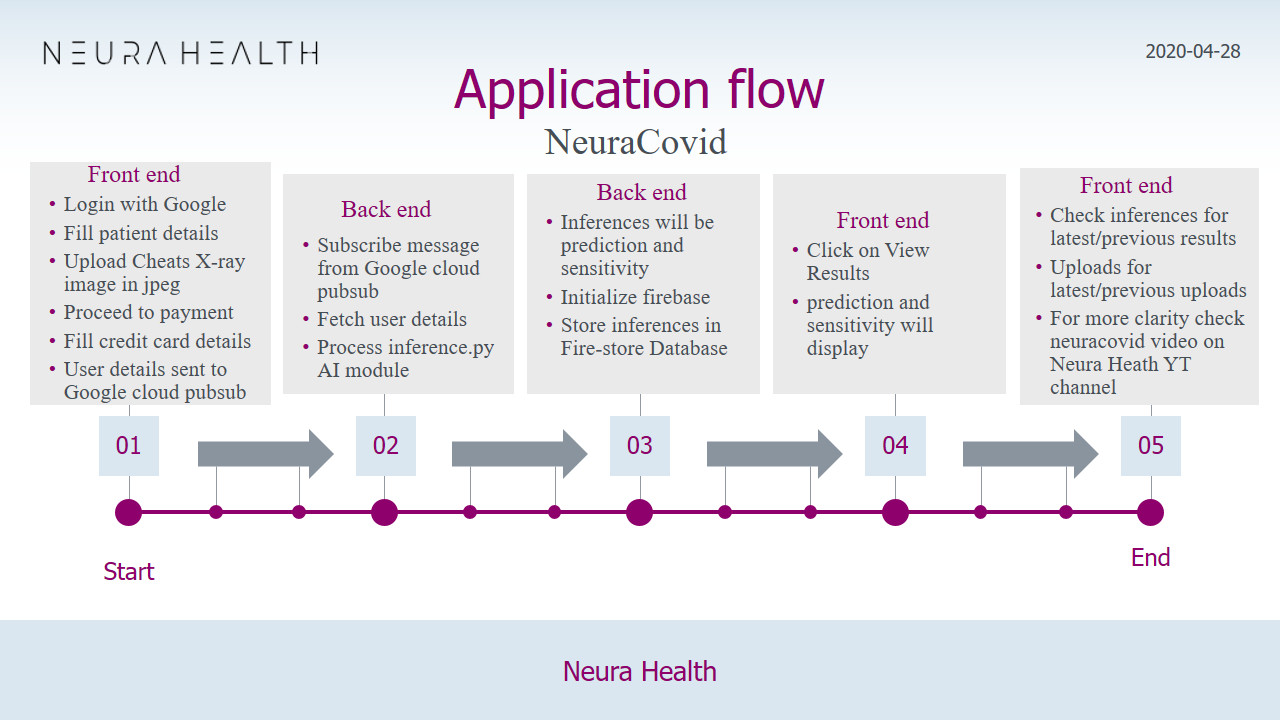 NEURA HEALTH
2020-04-28
Application flow
NeuraCovid
Front end
• Login with Google
• Fill patient details
• Upload Cheats X-ray
image in jpeg
• Proceed to payment
• Fill credit card details
• User details sent to
Google cloud pubsub
Back end
• Subscribe message
from Google cloud
pubsub
• Fetch user details
• Process inference.py
AI module
Back end
• Inferences will be
prediction and
sensitivity
• Initialize firebase
• Store inferences in
Fire-store Database
Front end
• Click on View
Results
• prediction and
sensitivity will
display
Front end
• Check inferences for
latest/previous results
• Uploads for
latest/previous uploads
• For more clarity check
neuracovid video on
Neura Heath YT
channel
01
02
03
04
05
Start
End
Neura Health